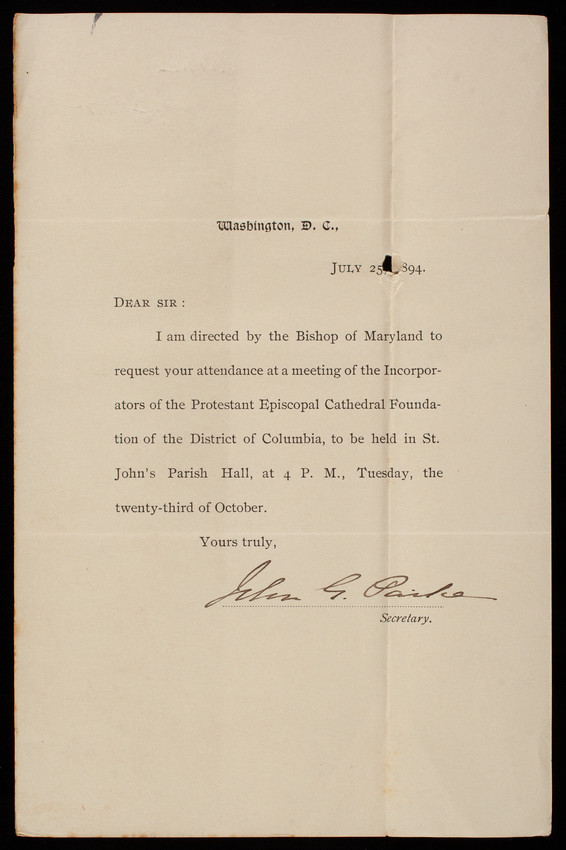 Washington, D. C.,
July 25, 894.
Dear sir :
I am directed by the Bishop of Maryland to
request your attendance at a meeting of the Incorpor-
ators of the Protestant Episcopal Cathedral Founda-
tion of the District of Columbia, to be held in St.
John's Parish Hall, at 4 P. M., Tuesday, the
twenty-third of October.
Yours truly,
John G. Parke
Secretary.